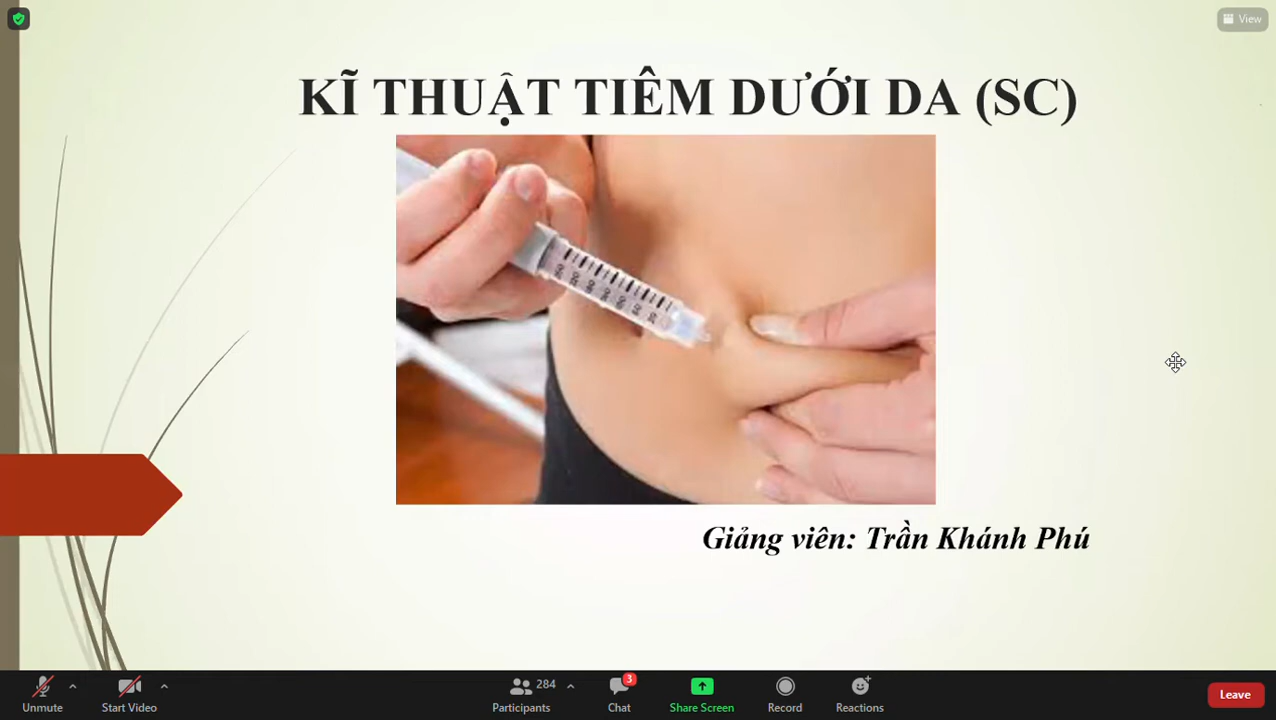 View
KĨ THUẬT TIÊM DƯỚI DA (SC)
Giảng viên: Trần Khánh Phú
284
3
Unmute
Start Video
Participants
Chat
Share Screen
Record
Reactions
Leave